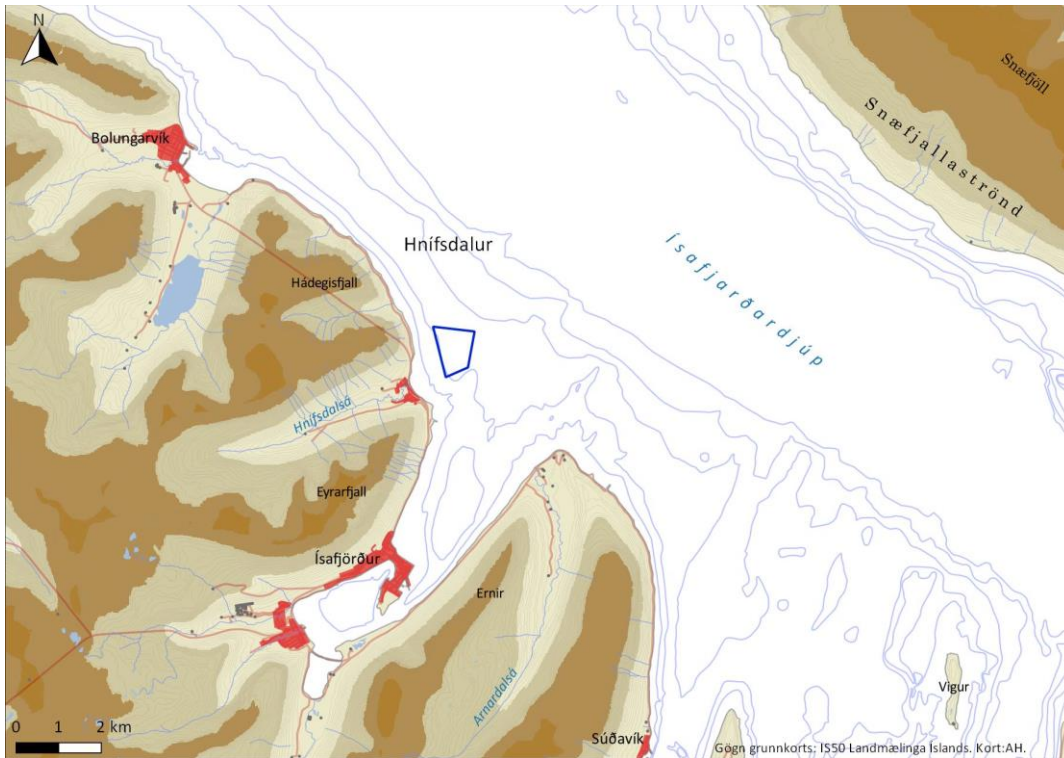 N
Snæfjöll
Bolungarvík
Snæfjallaströnd
Hnífsdalur
Ísafjarðardjúp
Hádegisfjall
Hnífsdalsá
Eyrarfjall
Ísafjörður
Ernir
Arnardalsá
Vigur
0 1 2 km
Súðavík
Gögn grunnkorts: IS50 Landmælinga Íslands. Kort:AH.